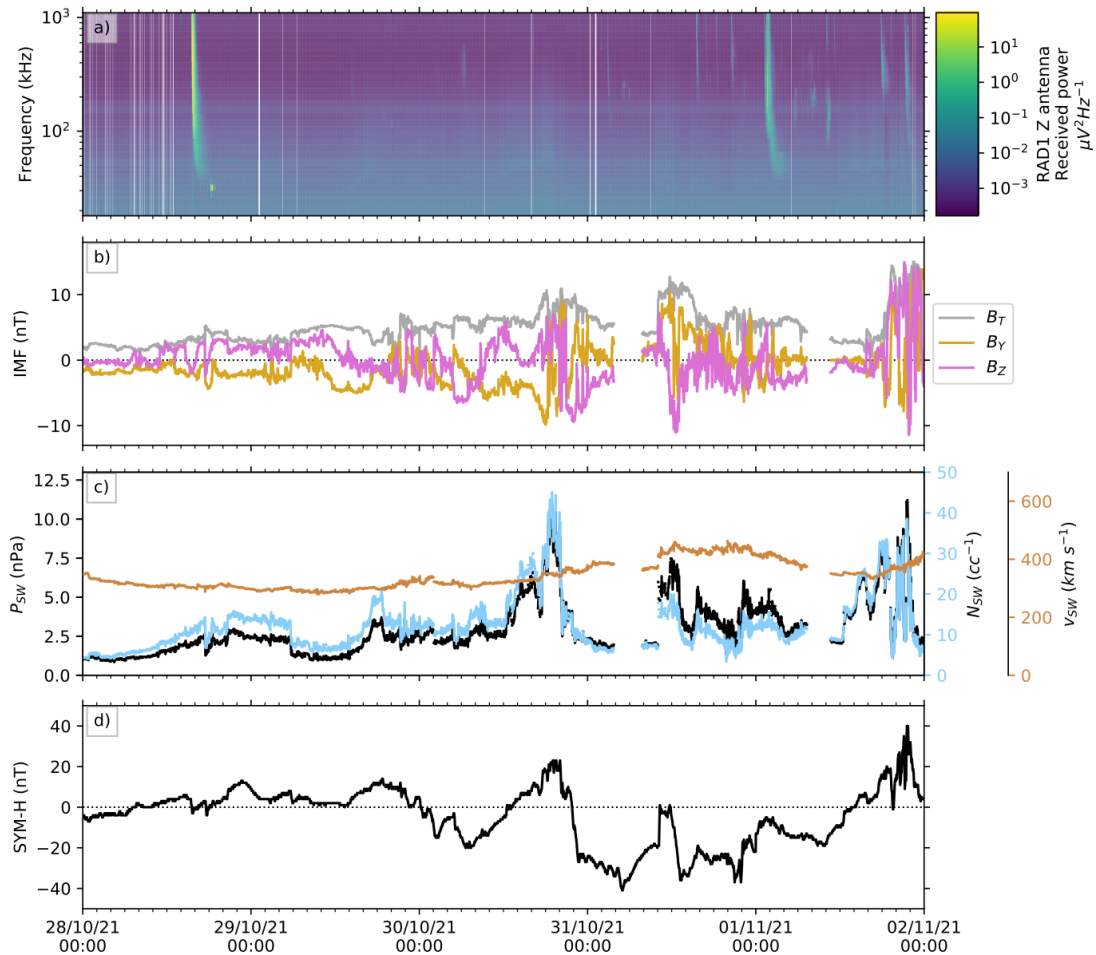 a)
Frequency (kHz)
10³
10²
10¹
10⁰
10⁻¹
10⁻²
10⁻³
RAD1 Z antenna
Received power
μV²Hz⁻¹
b)
IMF (nT)
10
0
−10
B_T
B_Y
B_Z
c)
P_SW (nPa)
12.5
10.0
7.5
5.0
2.5
0.0
50
40
30
20
10
0
N_SW (cc⁻¹)
600
400
200
0
v_SW (km s⁻¹)
d)
SYM-H (nT)
40
20
0
−20
−40
28/10/21 29/10/21 30/10/21 31/10/21 01/11/21 02/11/21
00:00 00:00 00:00 00:00 00:00 00:00